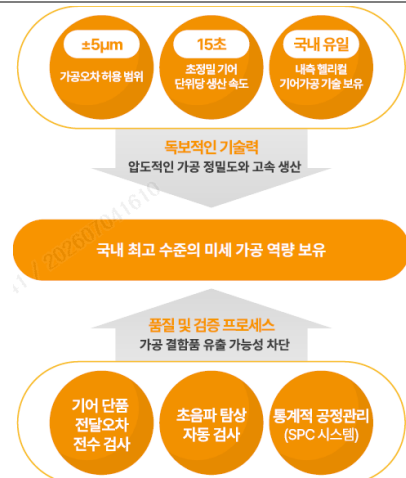 ±5μm
15초
국내 유일
가공오차 허용 범위
초정밀 기어
단위당 생산 속도
내측 헬리컬
기어가공 기술 보유
독보적인 기술력
압도적인 가공 정밀도와 고속 생산
국내 최고 수준의 미세 가공 역량 보유
품질 및 검증 프로세스
가공 결함품 유출 가능성 차단
기어 단품
전달오차
전수 검사
초음파 탐상
자동 검사
통계적 공정관리
(SPC 시스템)